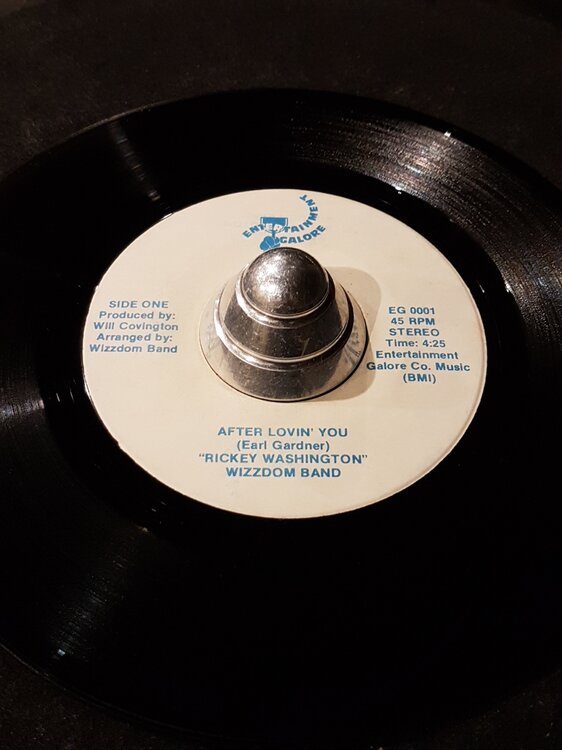 ENTERTAINMENT
GALORE
SIDE ONE
Produced by:
Will Covington
Arranged by:
Wizzdom Band
EG 0001
45 RPM
STEREO
Time: 4:25
Entertainment
Galore Co. Music
(BMI)
AFTER LOVIN' YOU
(Earl Gardner)
"RICKEY WASHINGTON"
WIZZDOM BAND